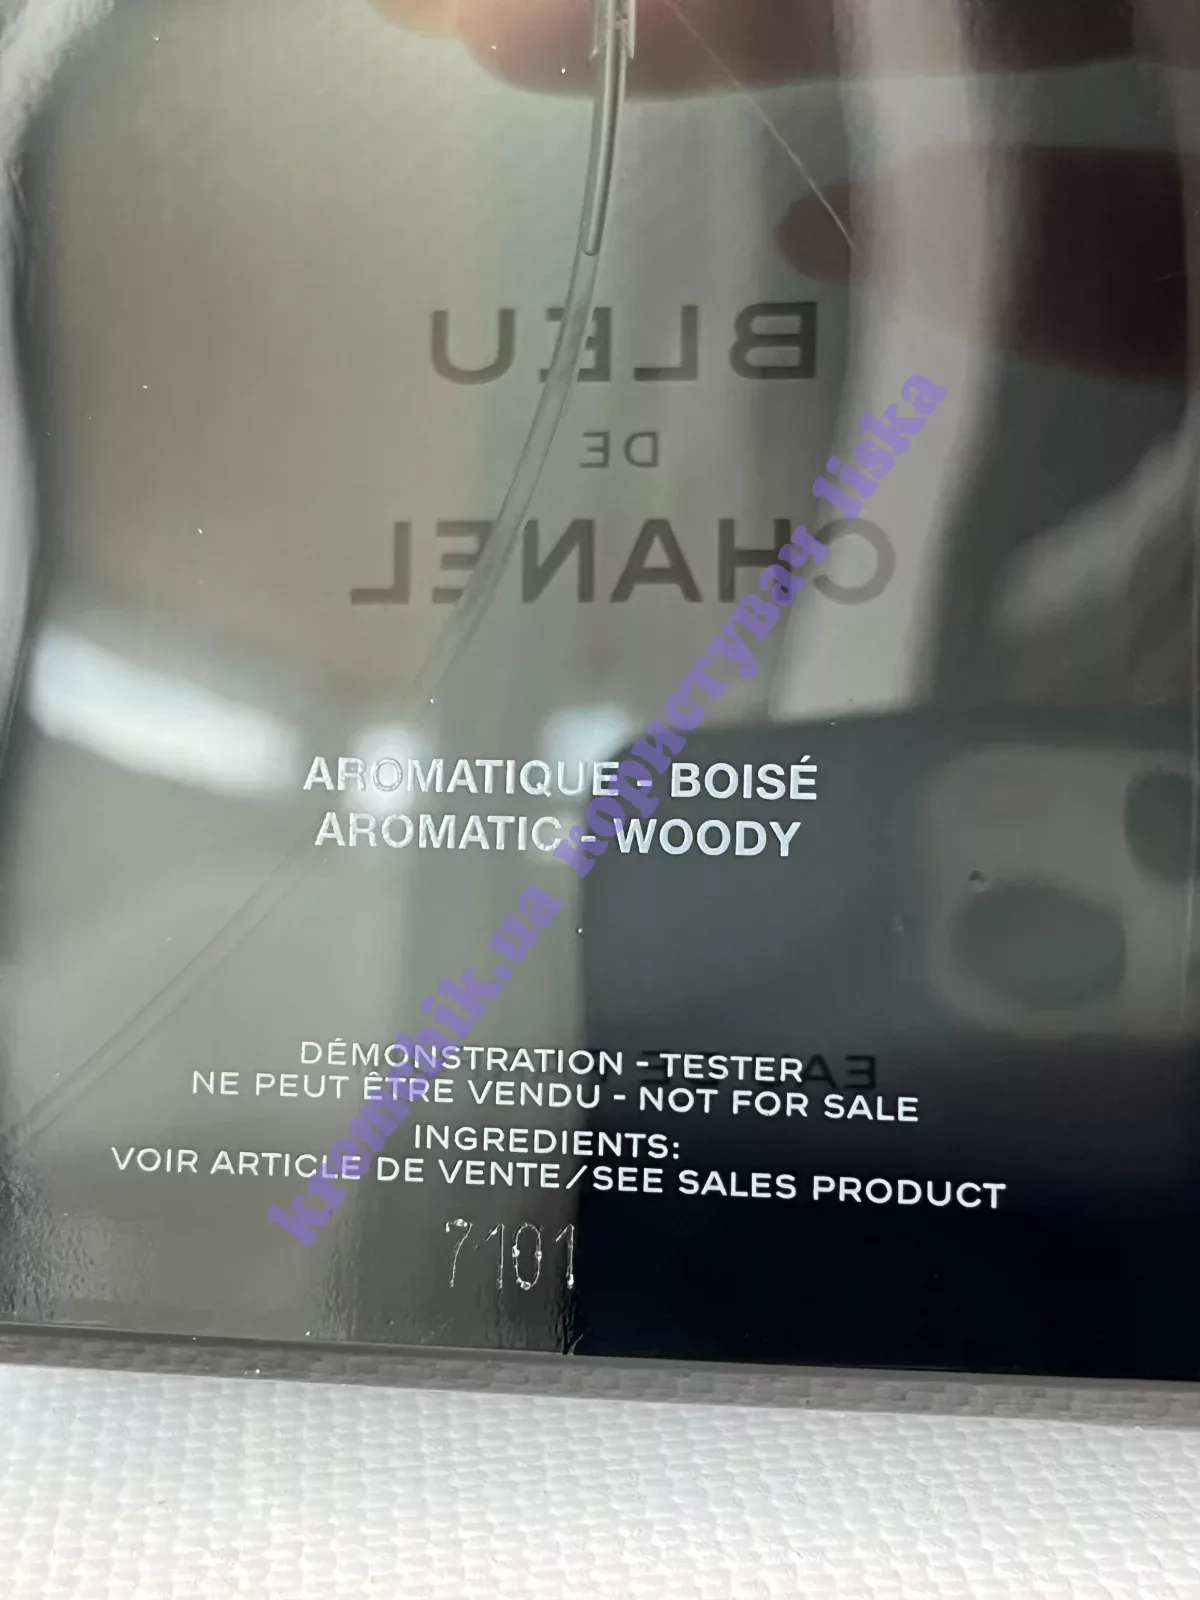 BLEU
DE
CHANEL
AROMATIQUE - BOISÉ
AROMATIC - WOODY
DÉMONSTRATION - TESTER
NE PEUT ÊTRE VENDU - NOT FOR SALE
INGREDIENTS:
VOIR ARTICLE DE VENTE/SEE SALES PRODUCT
7101
kremchik.ua користувач liska